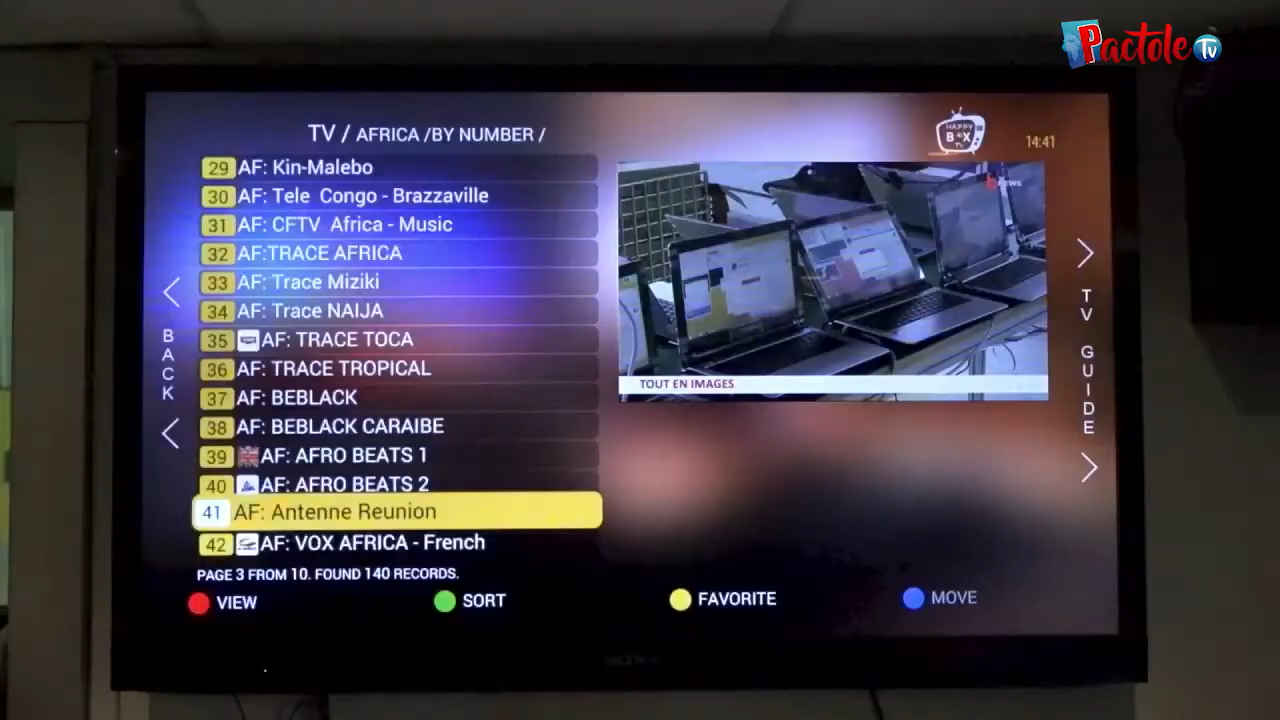 Pactole Tv
TV / AFRICA /BY NUMBER /
HAPPY
BOX
TV
14:41
29 AF: Kin-Malebo
30 AF: Tele Congo - Brazzaville
31 AF: CFTV Africa - Music
32 AF:TRACE AFRICA
33 AF: Trace Miziki
34 AF: Trace NAIJA
35 AF: TRACE TOCA
36 AF: TRACE TROPICAL
37 AF: BEBLACK
38 AF: BEBLACK CARAIBE
39 AF: AFRO BEATS 1
40 AF: AFRO BEATS 2
41 AF: Antenne Reunion
42 AF: VOX AFRICA - French
PAGE 3 FROM 10. FOUND 140 RECORDS.
VIEW SORT FAVORITE MOVE
BACK
NEWS
TOUT EN IMAGES
TV GUIDE
SONY